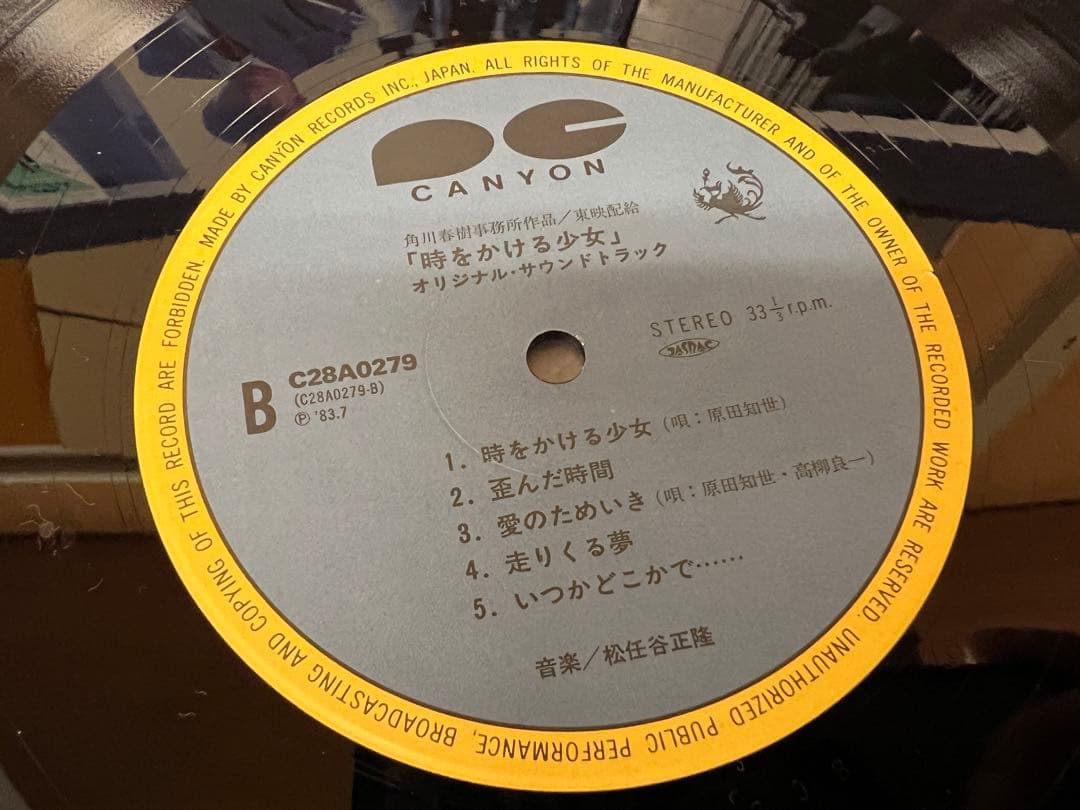 MADE BY CANYON RECORDS INC., JAPAN. ALL RIGHTS OF THE MANUFACTURER AND OF THE OWNER OF THE RECORDED WORK ARE RESERVED. UNAUTHORIZED PUBLIC PERFORMANCE, BROADCASTING AND COPYING OF THIS RECORD ARE FORBIDDEN.
CANYON
角川春樹事務所作品／東映配給
「時をかける少女」
オリジナル・サウンドトラック
STEREO 33 1/3 r.p.m.
JASRAC
B
C28A0279
(C28A0279-B)
Ⓟ '83.7
1. 時をかける少女（唄：原田知世）
2. 歪んだ時間
3. 愛のためいき（唄：原田知世・高柳良一）
4. 走りくる夢
5. いつかどこかで……
音楽／松任谷正隆